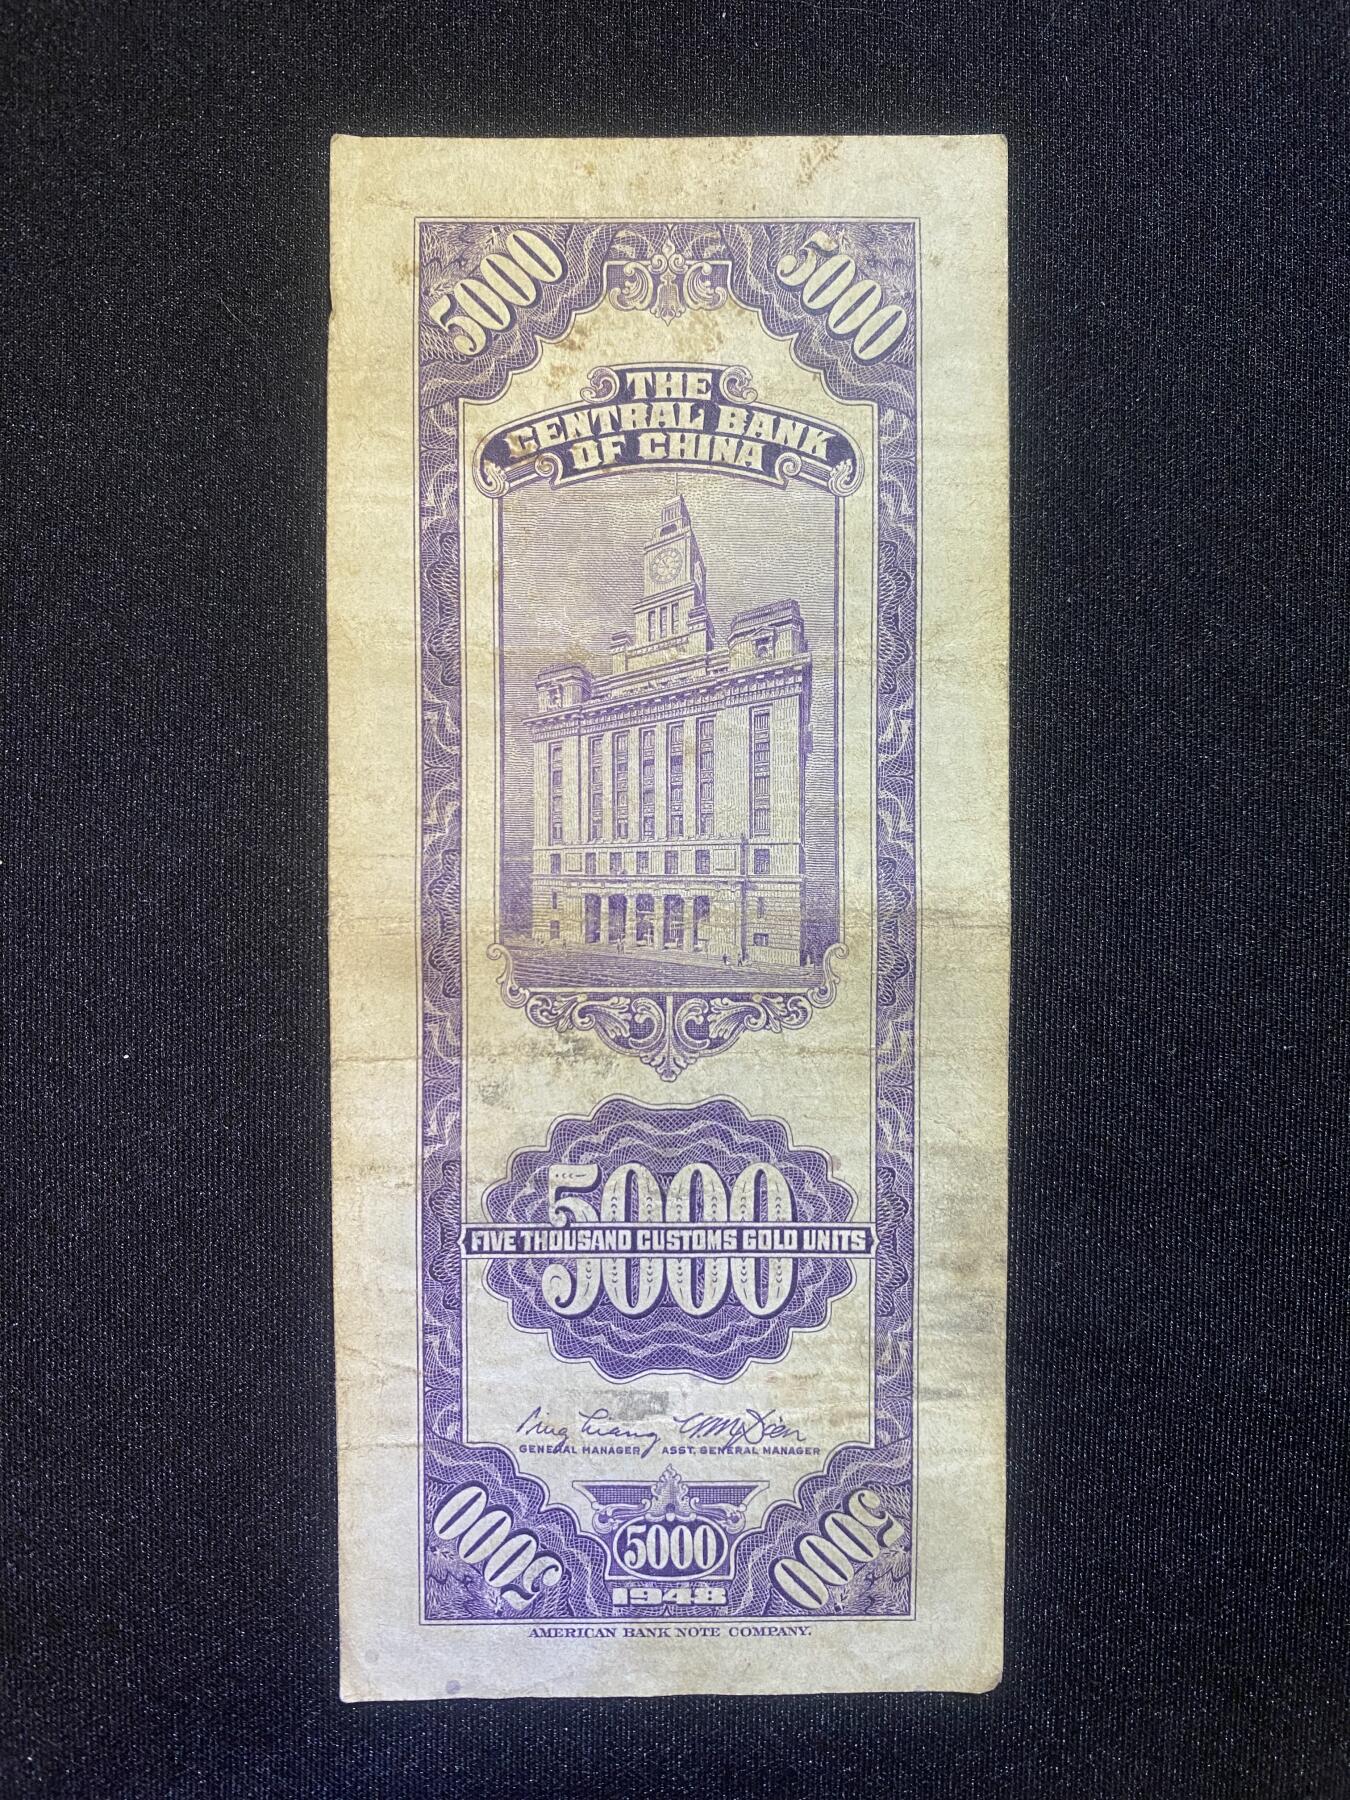 5000 5000
THE
CENTRAL BANK
OF CHINA
5000
FIVE THOUSAND CUSTOMS GOLD UNITS
GENERAL MANAGER ASST. GENERAL MANAGER
5000 5000 5000
1948
AMERICAN BANK NOTE COMPANY.